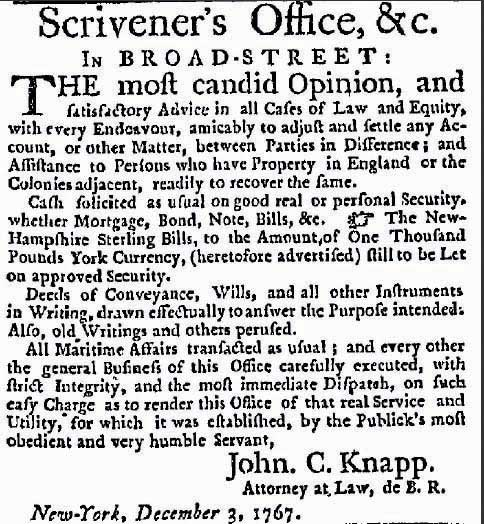 Scrivener's Office, &c.
In BROAD-STREET:
THE moſt candid Opinion, and
ſatisfactory Advice in all Caſes of Law and Equity,
with every Endeavour, amicably to adjuſt and ſettle any Ac-
count, or other Matter, between Parties in Difference; and
Aſſiſtance to Perſons who have Property in England or the
Colonies adjacent, readily to recover the ſame.
Caſh ſolicited as uſual on good real or perſonal Security,
whether Mortgage, Bond, Note, Bills, &c. ☞ The New-
Hampſhire Sterling Bills, to the Amount, of One Thouſand
Pounds York Currency, (heretofore advertiſed) ſtill to be Let
on approved Security.
Deeds of Conveyance, Wills, and all other Inſtruments
in Writing, drawn effectually to anſwer the Purpoſe intended:
Alſo, old Writings and others peruſed.
All Maritime Affairs tranſacted as uſual; and every other
the general Buſineſs of this Office carefully executed, with
ſtrict Integrity, and the moſt immediate Diſpatch, on ſuch
eaſy Charge as to render this Office of that real Service and
Utility, for which it was eſtabliſhed, by the Publick's moſt
obedient and very humble Servant,
John. C. Knapp.
Attorney at Law, de B. R.
New-York, December 3, 1767.